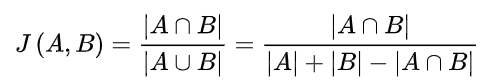 J (A, B) = |A ∩ B| / |A ∪ B| = |A ∩ B| / (|A| + |B| − |A ∩ B|)